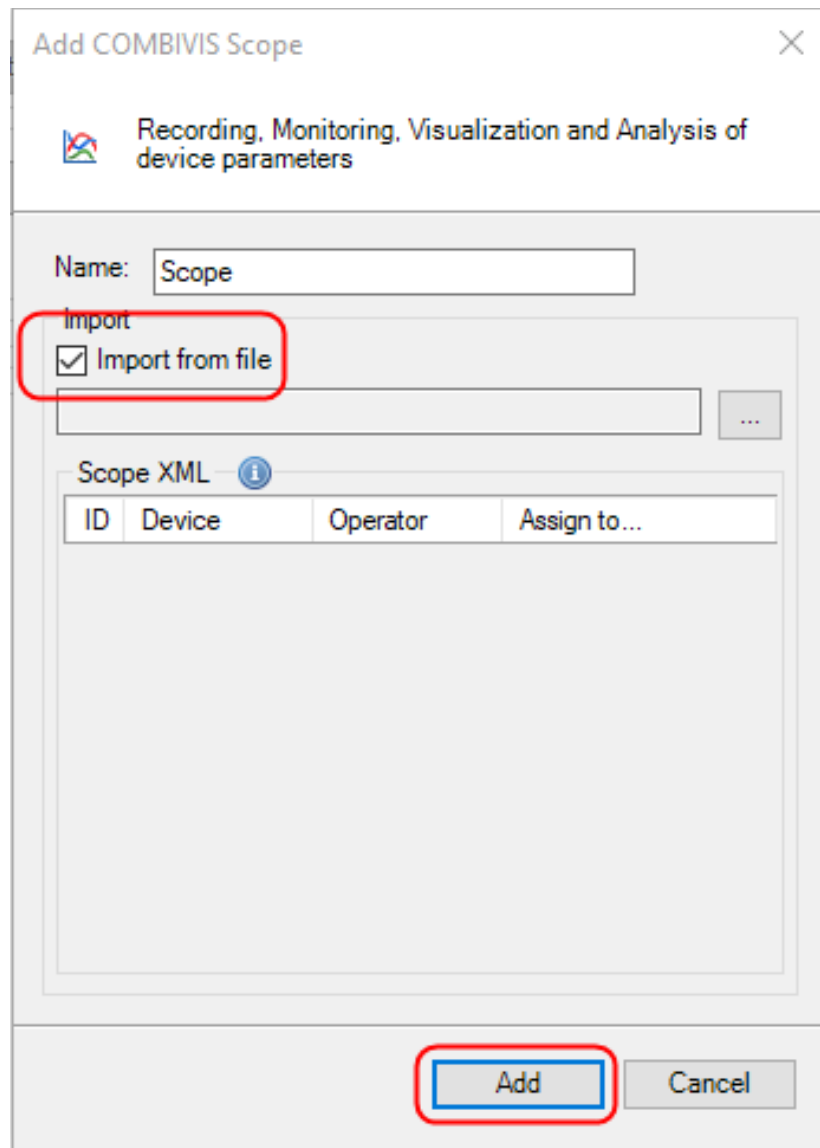 Add COMBIVIS Scope
Recording, Monitoring, Visualization and Analysis of
device parameters
Name: Scope
Import
Import from file
...
Scope XML
ID Device Operator Assign to...
Add Cancel